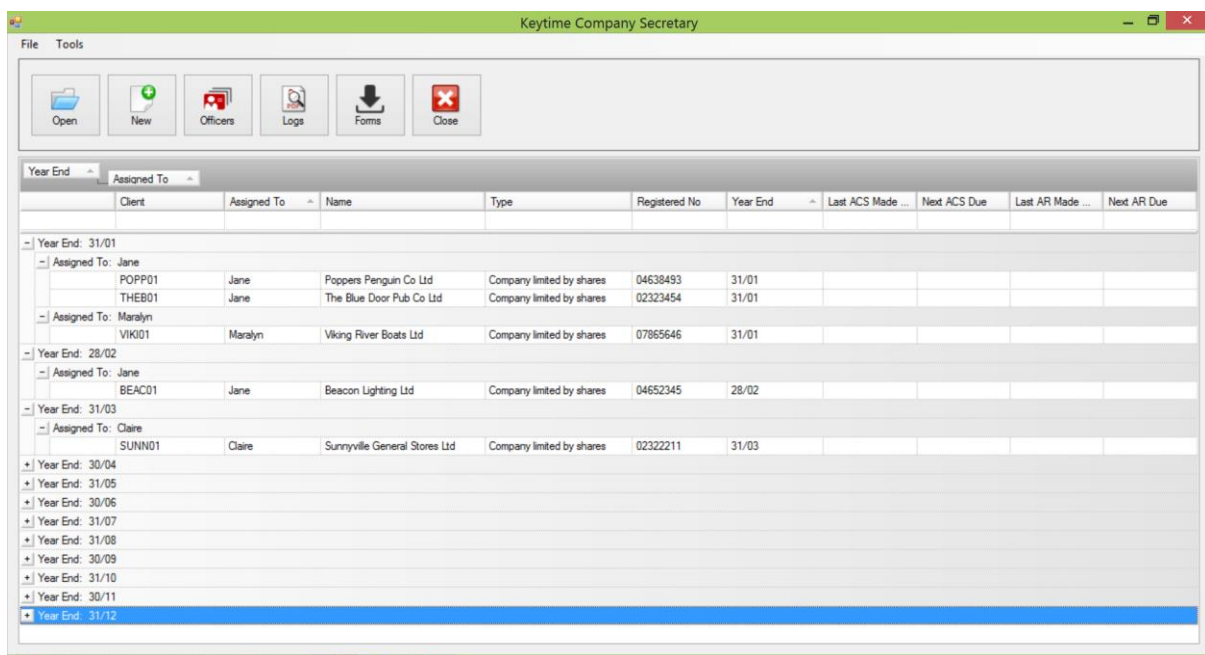 Keytime Company Secretary
File Tools
Open New Officers Logs Forms Close
Year End
Assigned To
Client Assigned To Name Type Registered No Year End Last ACS Made ... Next ACS Due Last AR Made ... Next AR Due
Year End: 31/01
Assigned To: Jane
POPP01 Jane Poppers Penguin Co Ltd Company limited by shares 04638493 31/01
THEB01 Jane The Blue Door Pub Co Ltd Company limited by shares 02323454 31/01
Assigned To: Maralyn
VIKI01 Maralyn Viking River Boats Ltd Company limited by shares 07865646 31/01
Year End: 28/02
Assigned To: Jane
BEAC01 Jane Beacon Lighting Ltd Company limited by shares 04652345 28/02
Year End: 31/03
Assigned To: Claire
SUNN01 Claire Sunnyville General Stores Ltd Company limited by shares 02322211 31/03
Year End: 30/04
Year End: 31/05
Year End: 30/06
Year End: 31/07
Year End: 31/08
Year End: 30/09
Year End: 31/10
Year End: 30/11
Year End: 31/12